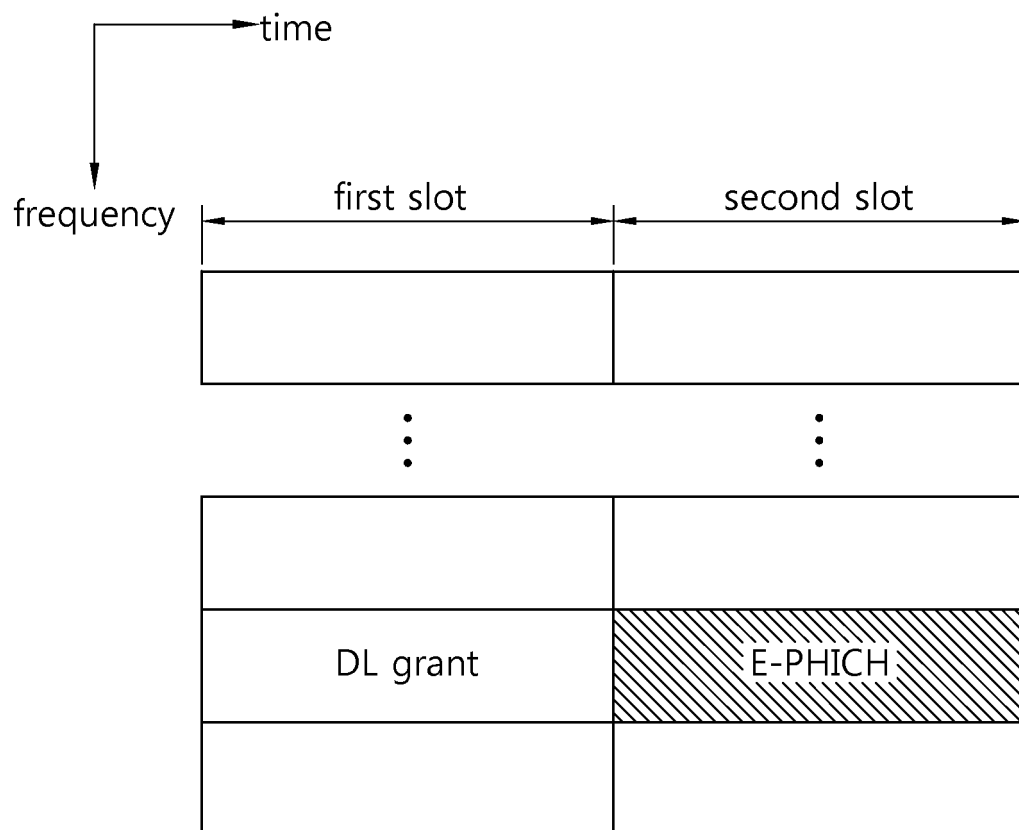 time
frequency
first slot
second slot
DL grant
E-PHICH